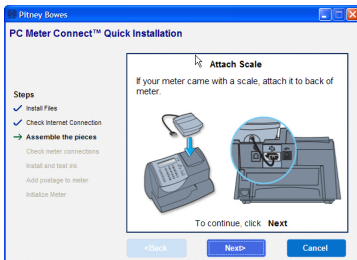 Pitney Bowes
PC Meter Connect™ Quick Installation
Attach Scale
If your meter came with a scale, attach it to back of
meter.
Steps
Install Files
Check Internet Connection
Assemble the pieces
Check meter connections
Install and test ink
Add postage to meter
Initialize Meter
To continue, click Next
<Back
Next>
Cancel